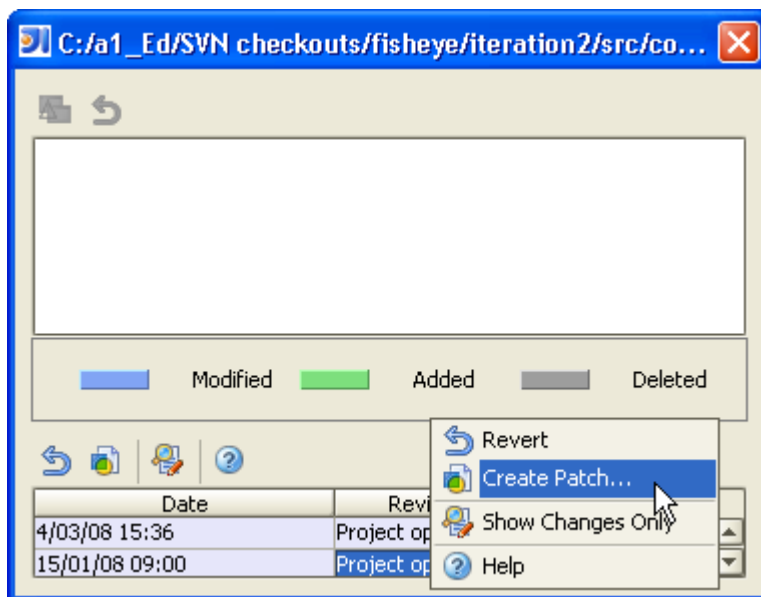 C:/a1_Ed/SVN checkouts/fisheye/iteration2/src/co...
Modified Added Deleted
Revert
Create Patch...
Show Changes Only
Help
Date Revi
4/03/08 15:36 Project op
15/01/08 09:00 Project op